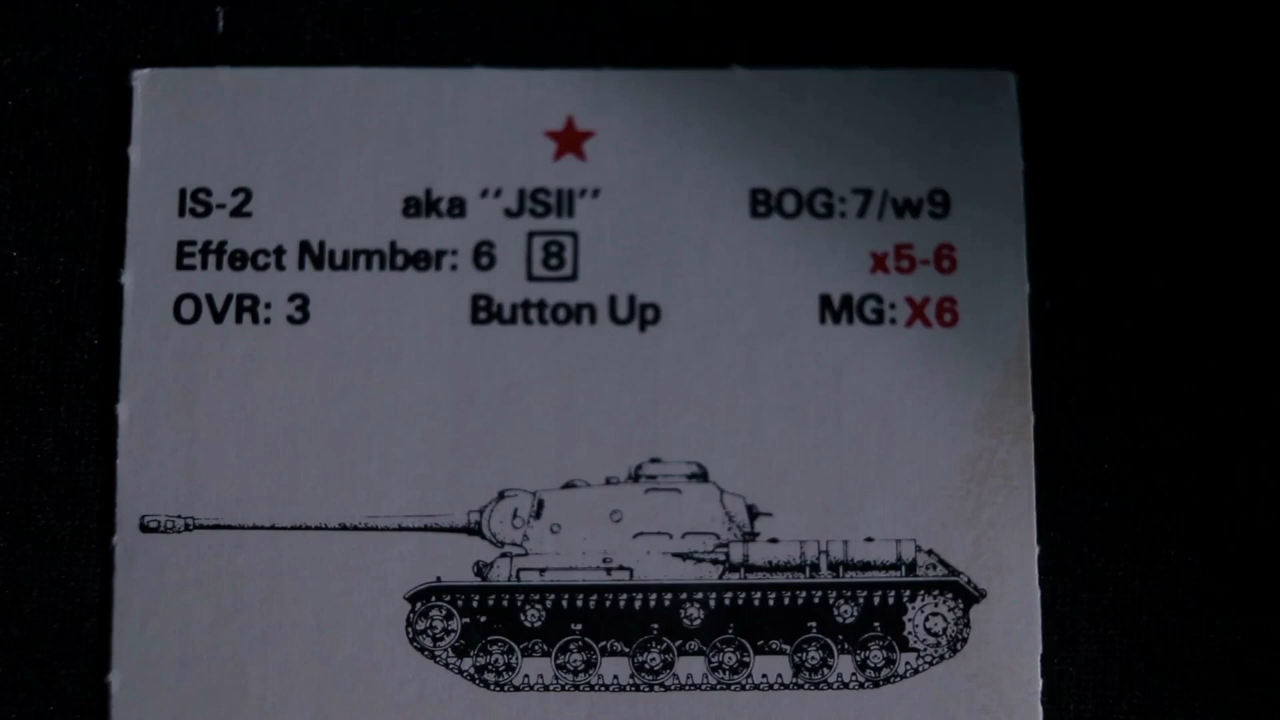 IS-2 aka "JSII" BOG:7/w9
Effect Number: 6 8 x5-6
OVR: 3 Button Up MG:X6